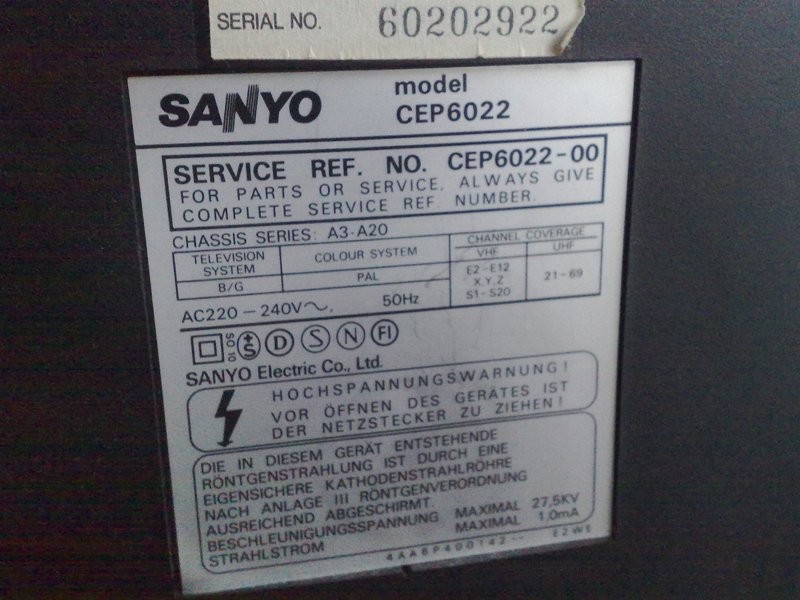 SERIAL NO. 60202922
SANYO
model
CEP6022
SERVICE REF. NO. CEP6022-00
FOR PARTS OR SERVICE, ALWAYS GIVE
COMPLETE SERVICE REF. NUMBER.
CHASSIS SERIES: A3-A20
TELEVISION SYSTEM
COLOUR SYSTEM
CHANNEL COVERAGE
VHF
UHF
B/G
PAL
E2-E12
X.Y.Z
S1-S20
21-69
AC220-240V~, 50Hz
S D S N FI
SANYO Electric Co., Ltd.
HOCHSPANNUNGSWARNUNG!
VOR ÖFFNEN DES GERÄTES IST
DER NETZSTECKER ZU ZIEHEN!
DIE IN DIESEM GERÄT ENTSTEHENDE
RÖNTGENSTRAHLUNG IST DURCH EINE
EIGENSICHERE KATHODENSTRAHLRÖHRE
NACH ANLAGE III RÖNTGENVERORDNUNG
AUSREICHEND ABGESCHIRMT.
BESCHLEUNIGUNGSSPANNUNG MAXIMAL 27,5KV
STRAHLSTROM MAXIMAL 1,0mA
4AA6P400142-- E2WS